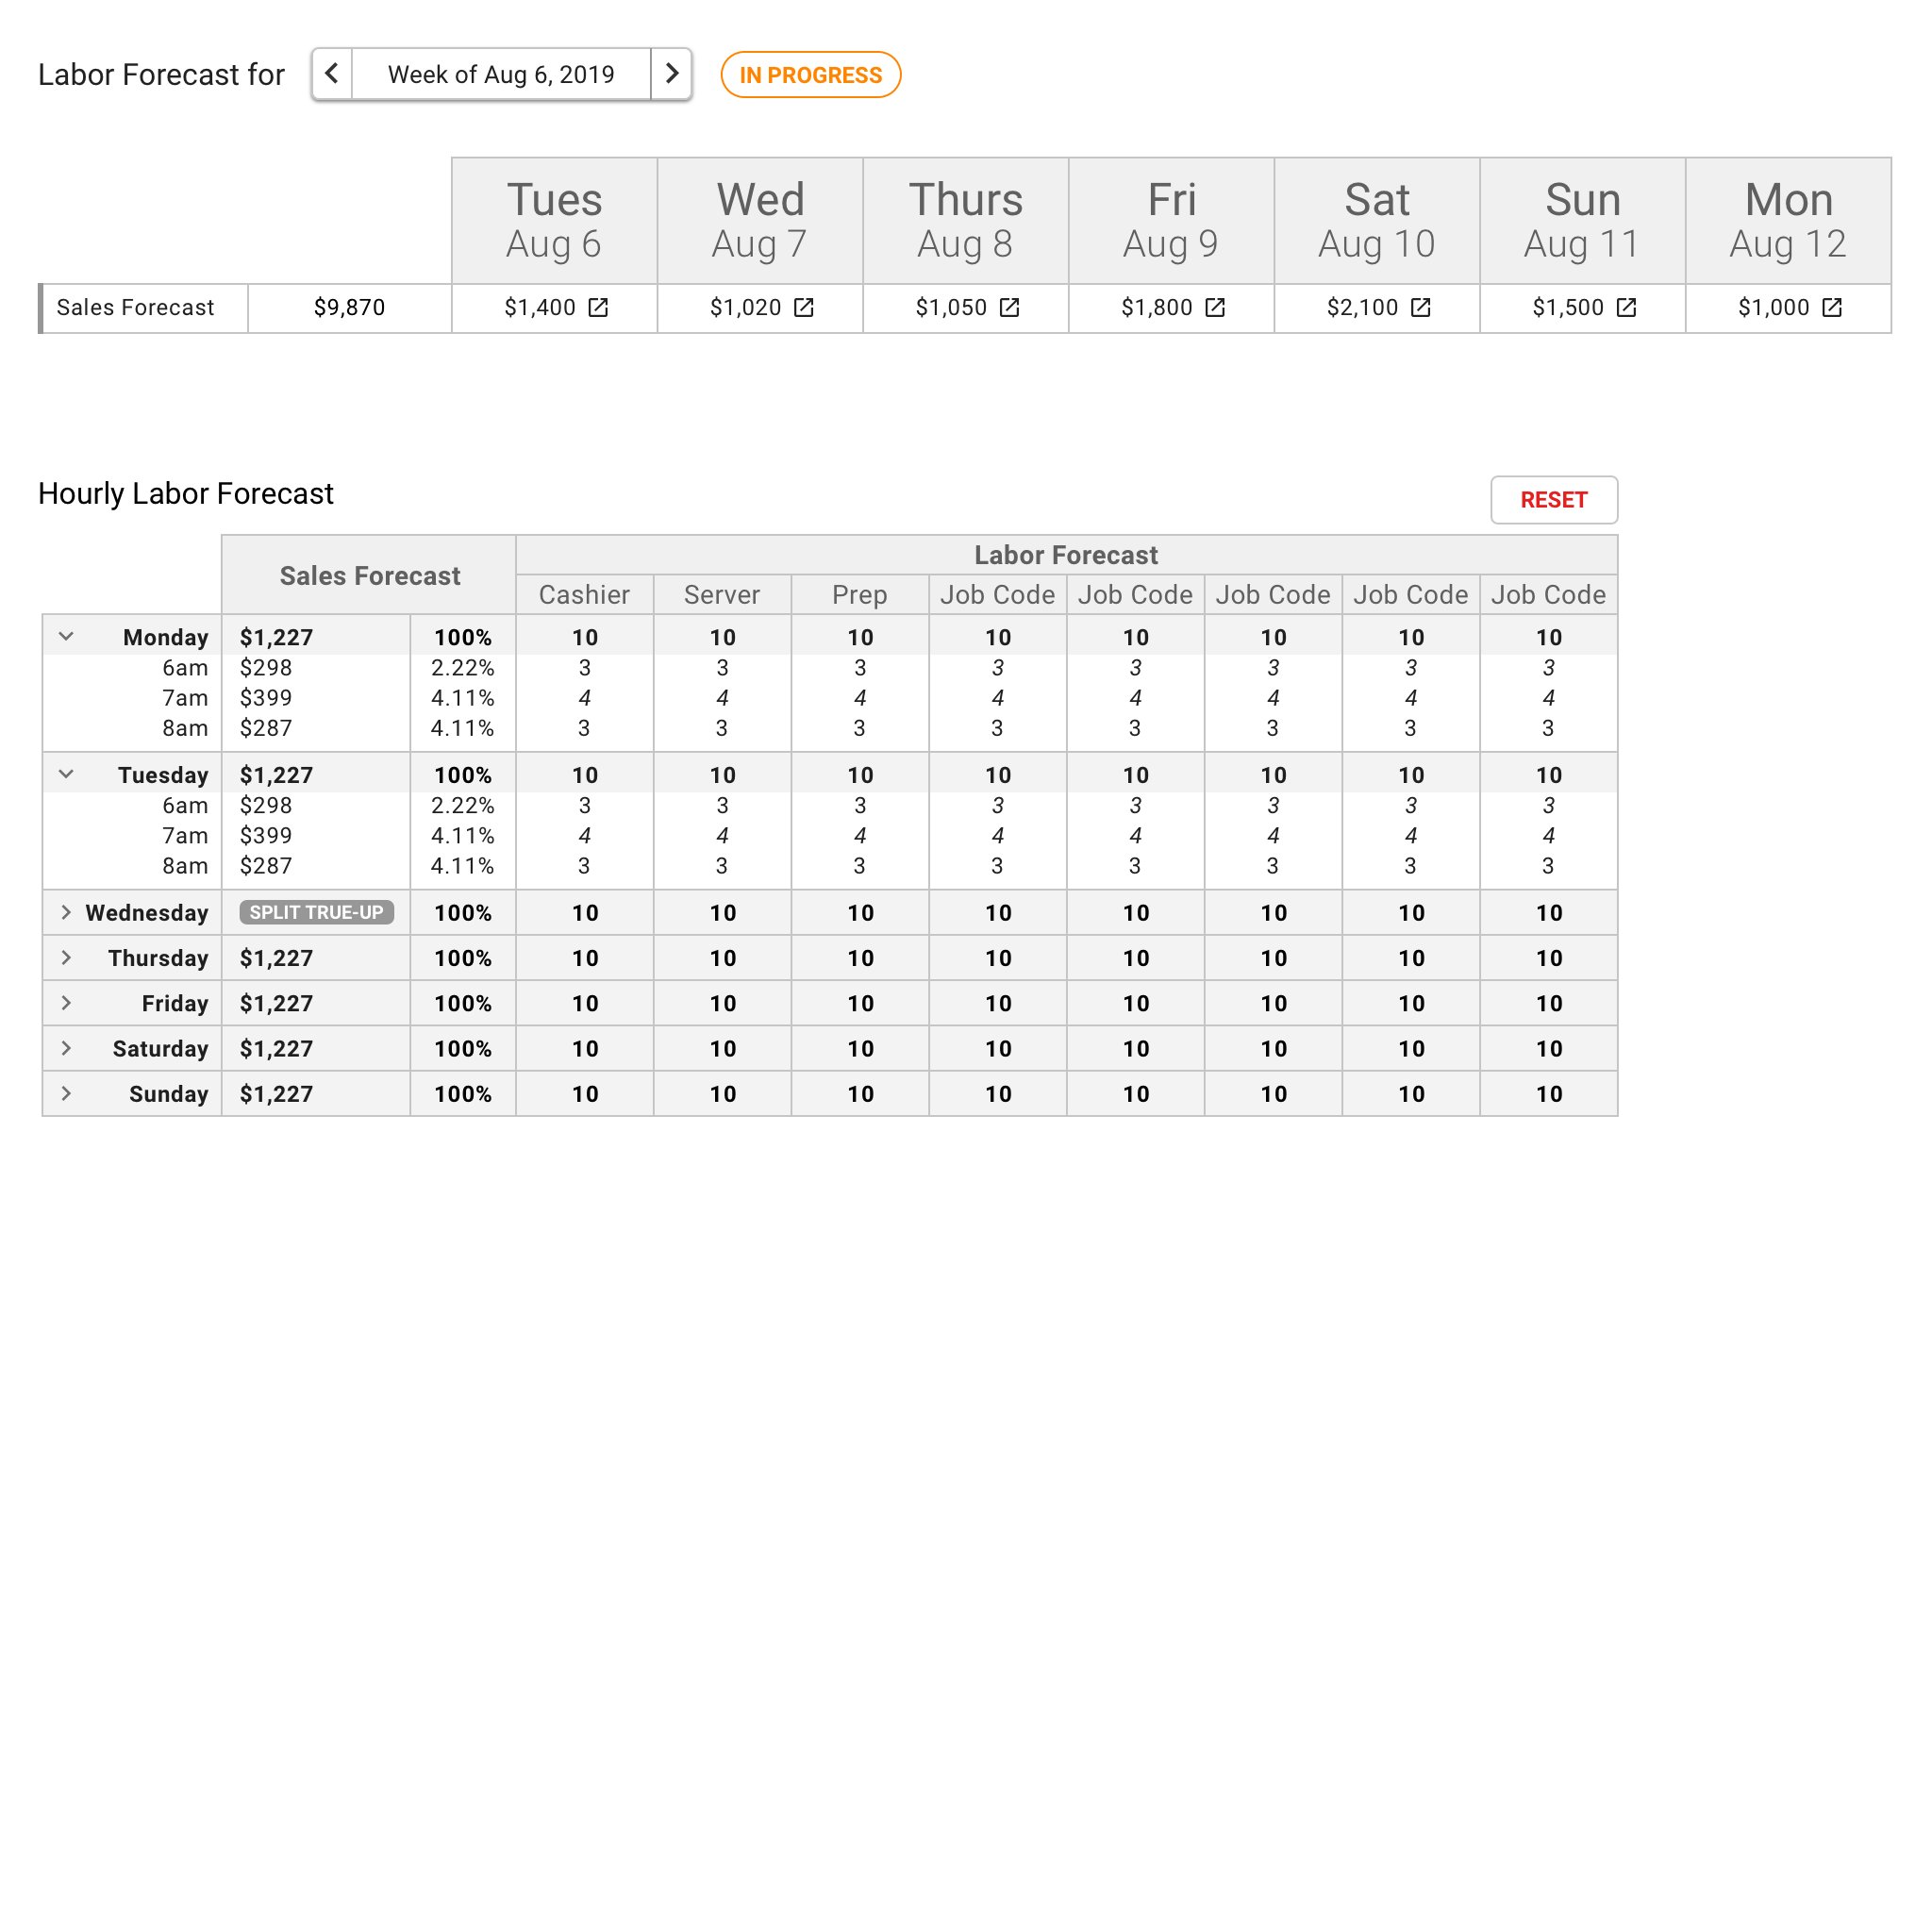 Labor Forecast for Week of Aug 6, 2019 IN PROGRESS
Tues Wed Thurs Fri Sat Sun Mon
Aug 6 Aug 7 Aug 8 Aug 9 Aug 10 Aug 11 Aug 12
Sales Forecast $9,870 $1,400 $1,020 $1,050 $1,800 $2,100 $1,500 $1,000
Hourly Labor Forecast RESET
Sales Forecast Labor Forecast
Cashier Server Prep Job Code Job Code Job Code Job Code Job Code
Monday $1,227 100% 10 10 10 10 10 10 10 10
6am $298 2.22% 3 3 3 3 3 3 3 3
7am $399 4.11% 4 4 4 4 4 4 4 4
8am $287 4.11% 3 3 3 3 3 3 3 3
Tuesday $1,227 100% 10 10 10 10 10 10 10 10
6am $298 2.22% 3 3 3 3 3 3 3 3
7am $399 4.11% 4 4 4 4 4 4 4 4
8am $287 4.11% 3 3 3 3 3 3 3 3
Wednesday SPLIT TRUE-UP 100% 10 10 10 10 10 10 10 10
Thursday $1,227 100% 10 10 10 10 10 10 10 10
Friday $1,227 100% 10 10 10 10 10 10 10 10
Saturday $1,227 100% 10 10 10 10 10 10 10 10
Sunday $1,227 100% 10 10 10 10 10 10 10 10